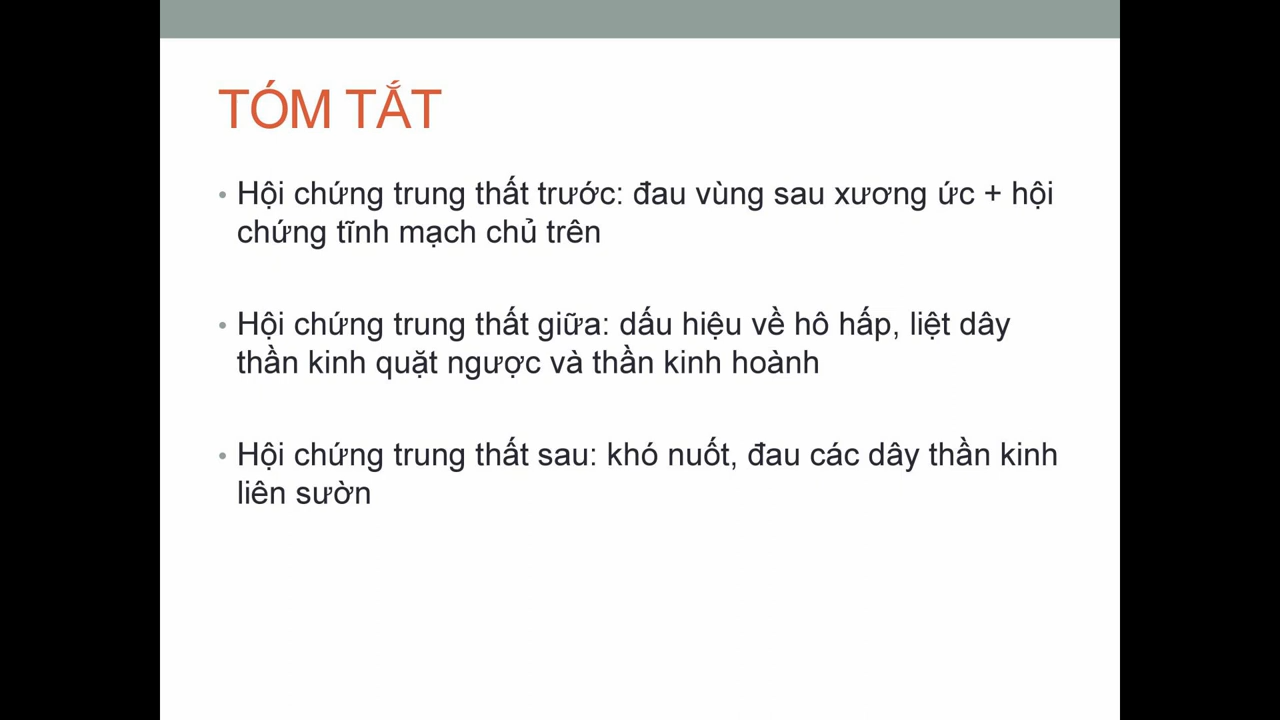 TÓM TẮT
• Hội chứng trung thất trước: đau vùng sau xương ức + hội
chứng tĩnh mạch chủ trên
• Hội chứng trung thất giữa: dấu hiệu về hô hấp, liệt dây
thần kinh quặt ngược và thần kinh hoành
• Hội chứng trung thất sau: khó nuốt, đau các dây thần kinh
liên sườn